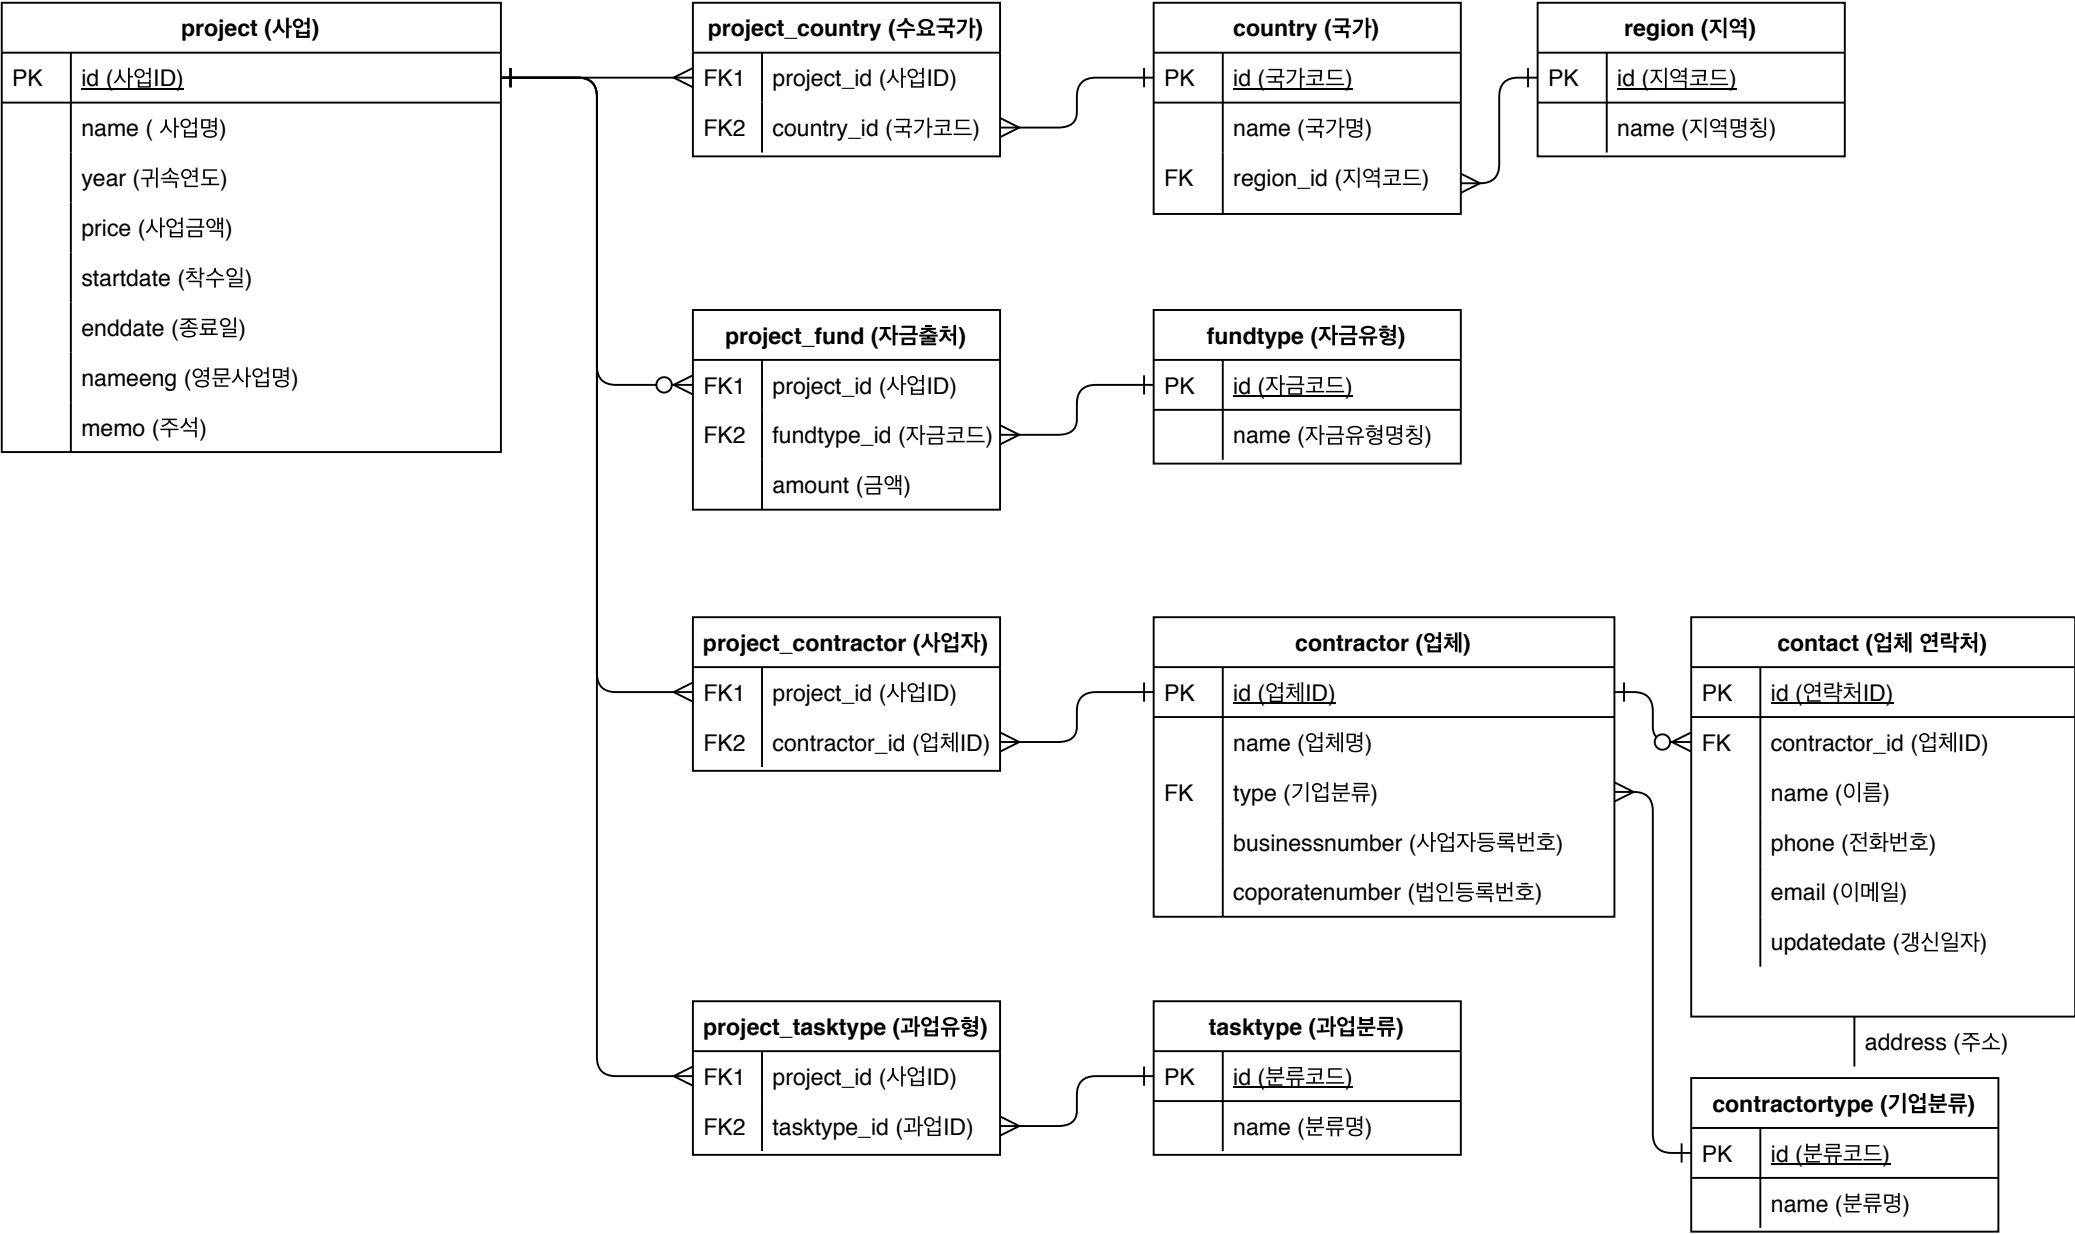 project (사업)
PK id (사업ID)
name ( 사업명)
year (귀속연도)
price (사업금액)
startdate (착수일)
enddate (종료일)
nameeng (영문사업명)
memo (주석)
project_country (수요국가)
FK1 project_id (사업ID)
FK2 country_id (국가코드)
country (국가)
PK id (국가코드)
name (국가명)
FK region_id (지역코드)
region (지역)
PK id (지역코드)
name (지역명칭)
project_fund (자금출처)
FK1 project_id (사업ID)
FK2 fundtype_id (자금코드)
amount (금액)
fundtype (자금유형)
PK id (자금코드)
name (자금유형명칭)
project_contractor (사업자)
FK1 project_id (사업ID)
FK2 contractor_id (업체ID)
contractor (업체)
PK id (업체ID)
name (업체명)
FK type (기업분류)
businessnumber (사업자등록번호)
coporatenumber (법인등록번호)
contact (업체 연락처)
PK id (연략처ID)
FK contractor_id (업체ID)
name (이름)
phone (전화번호)
email (이메일)
updatedate (갱신일자)
address (주소)
project_tasktype (과업유형)
FK1 project_id (사업ID)
FK2 tasktype_id (과업ID)
tasktype (과업분류)
PK id (분류코드)
name (분류명)
contractortype (기업분류)
PK id (분류코드)
name (분류명)